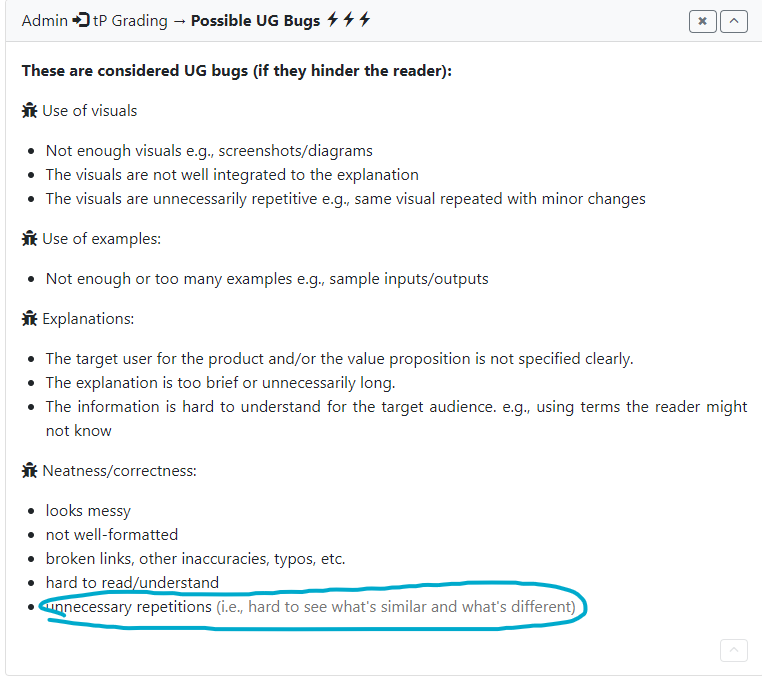 Admin tP Grading → Possible UG Bugs
These are considered UG bugs (if they hinder the reader):
Use of visuals
Not enough visuals e.g., screenshots/diagrams
The visuals are not well integrated to the explanation
The visuals are unnecessarily repetitive e.g., same visual repeated with minor changes
Use of examples:
Not enough or too many examples e.g., sample inputs/outputs
Explanations:
The target user for the product and/or the value proposition is not specified clearly.
The explanation is too brief or unnecessarily long.
The information is hard to understand for the target audience. e.g., using terms the reader might
not know
Neatness/correctness:
looks messy
not well-formatted
broken links, other inaccuracies, typos, etc.
hard to read/understand
unnecessary repetitions (i.e., hard to see what's similar and what's different)